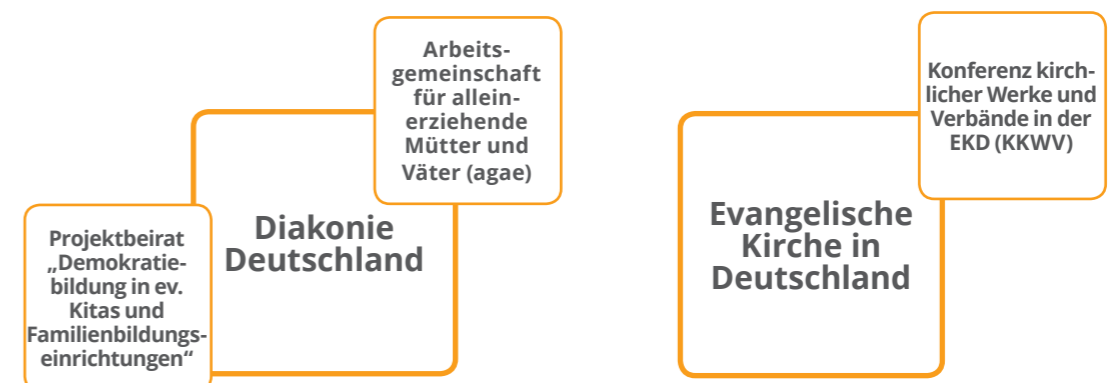 Arbeits-
gemeinschaft
für allein-
erziehende
Mütter und
Väter (agae)
Diakonie
Deutschland
Projektbeirat
„Demokratie-
bildung in ev.
Kitas und
Familienbildungs-
einrichtungen“
Konferenz kirch-
licher Werke und
Verbände in der
EKD (KKWV)
Evangelische
Kirche in
Deutschland